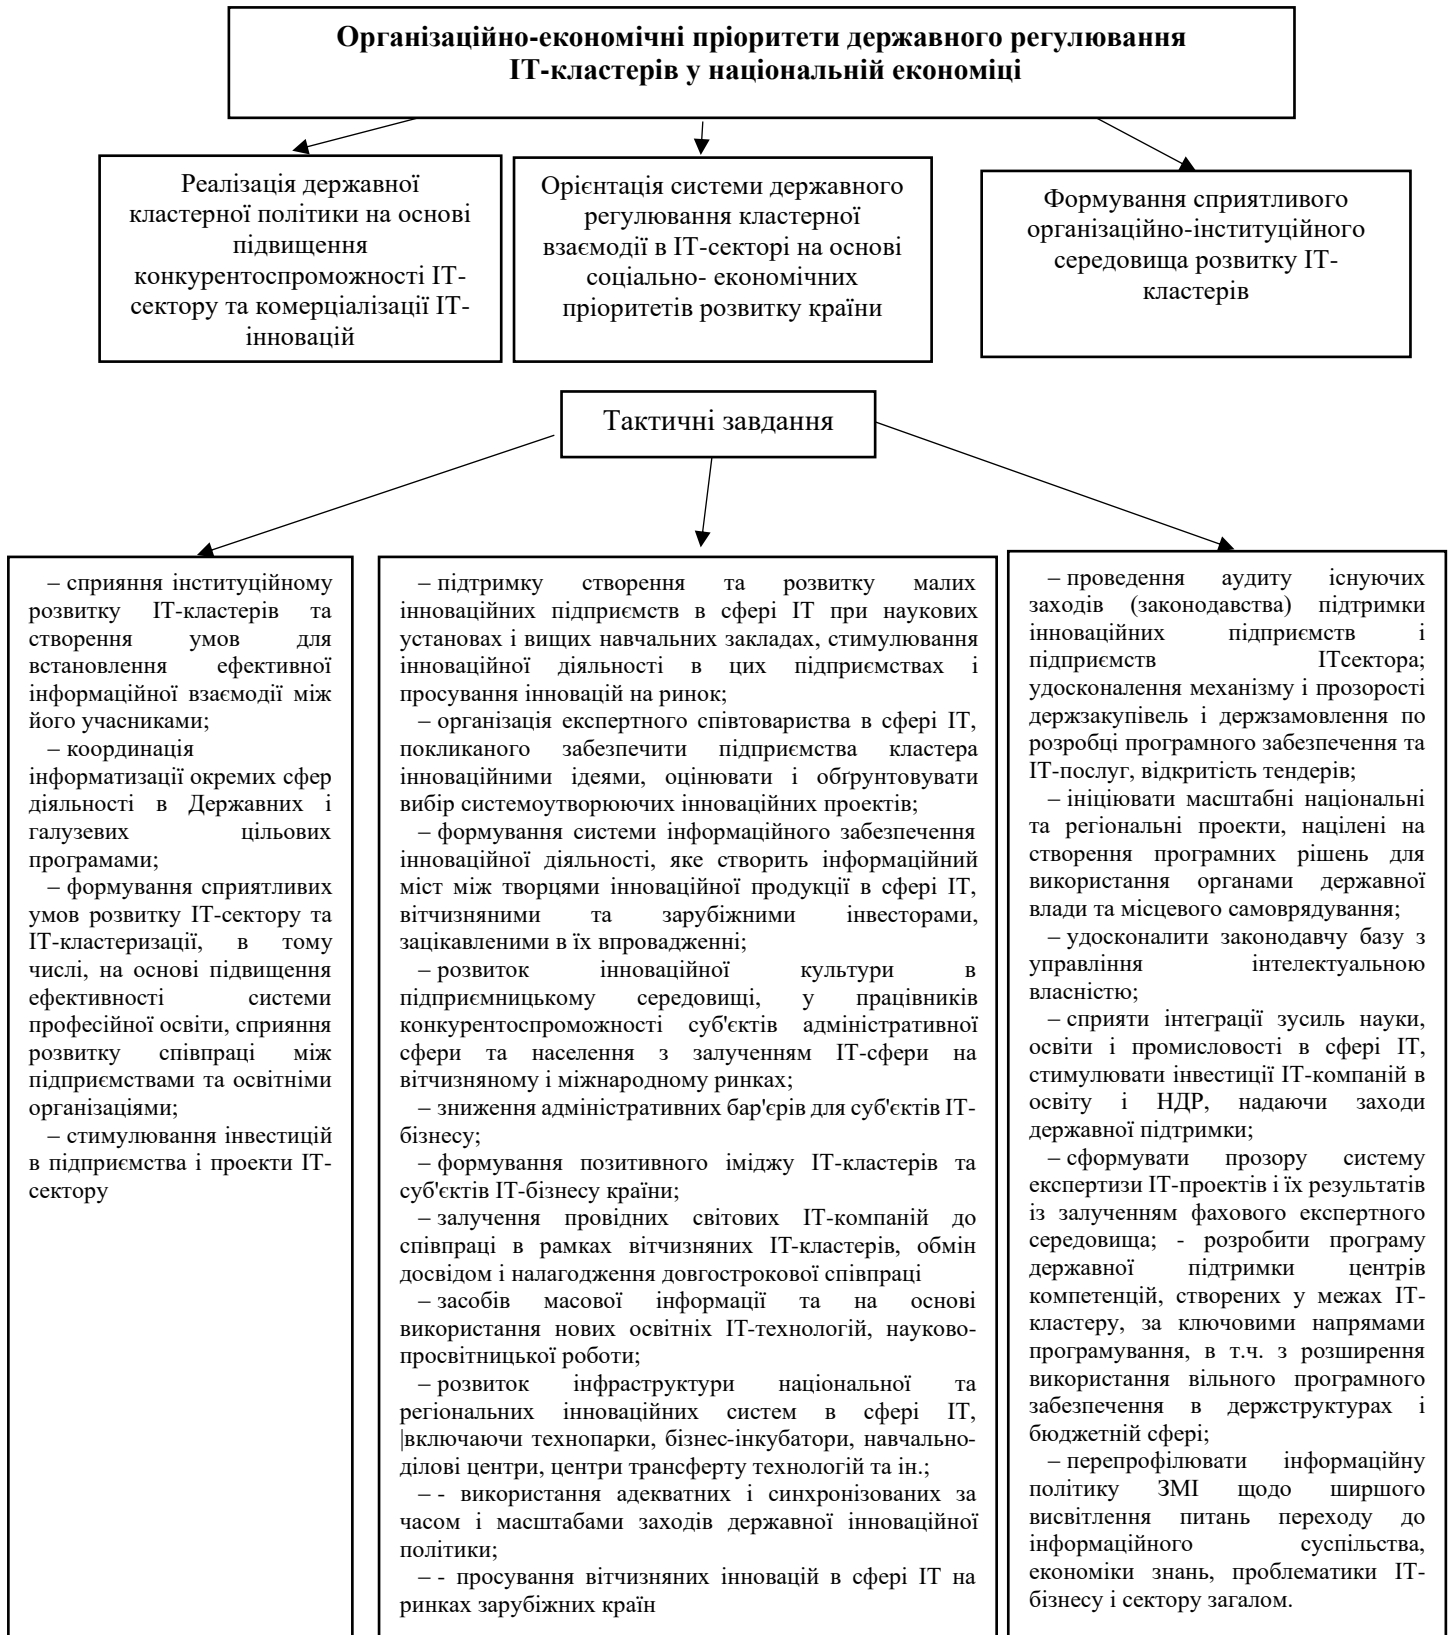 Організаційно-економічні пріоритети державного регулювання
ІТ-кластерів у національній економіці
Реалізація державної
кластерної політики на основі
підвищення
конкурентоспроможності ІТ-
сектору та комерціалізації ІТ-
інновацій
Орієнтація системи державного
регулювання кластерної
взаємодії в ІТ-секторі на основі
соціально- економічних
пріоритетів розвитку країни
Формування сприятливого
організаційно-інституційного
середовища розвитку ІТ-
кластерів
Тактичні завдання
– сприяння інституційному
розвитку ІТ-кластерів та
створення умов для
встановлення ефективної
інформаційної взаємодії між
його учасниками;
– координація
інформатизації окремих сфер
діяльності в Державних і
галузевих цільових
програмами;
– формування сприятливих
умов розвитку ІТ-сектору та
ІТ-кластеризації, в тому
числі, на основі підвищення
ефективності системи
професійної освіти, сприяння
розвитку співпраці між
підприємствами та освітніми
організаціями;
– стимулювання інвестицій
в підприємства і проекти ІТ-
сектору
– підтримку створення та розвитку малих
інноваційних підприємств в сфері ІТ при наукових
установах і вищих навчальних закладах, стимулювання
інноваційної діяльності в цих підприємствах і
просування інновацій на ринок;
– організація експертного співтовариства в сфері ІТ,
покликаного забезпечити підприємства кластера
інноваційними ідеями, оцінювати і обґрунтовувати
вибір системоутворюючих інноваційних проектів;
– формування системи інформаційного забезпечення
інноваційної діяльності, яке створить інформаційний
міст між творцями інноваційної продукції в сфері ІТ,
вітчизняними та зарубіжними інвесторами,
зацікавленими в їх впровадженні;
– розвиток інноваційної культури в
підприємницькому середовищі, у працівників
конкурентоспроможності суб'єктів адміністративної
сфери та населення з залученням ІТ-сфери на
вітчизняному і міжнародному ринках;
– зниження адміністративних бар'єрів для суб'єктів ІТ-
бізнесу;
– формування позитивного іміджу ІТ-кластерів та
суб'єктів ІТ-бізнесу країни;
– залучення провідних світових ІТ-компаній до
співпраці в рамках вітчизняних ІТ-кластерів, обмін
досвідом і налагодження довгострокової співпраці
– засобів масової інформації та на основі
використання нових освітніх ІТ-технологій, науково-
просвітницької роботи;
– розвиток інфраструктури національної та
регіональних інноваційних систем в сфері ІТ,
|включаючи технопарки, бізнес-інкубатори, навчально-
ділові центри, центри трансферту технологій та ін.;
– - використання адекватних і синхронізованих за
часом і масштабами заходів державної інноваційної
політики;
– - просування вітчизняних інновацій в сфері ІТ на
ринках зарубіжних країн
– проведення аудиту існуючих
заходів (законодавства) підтримки
інноваційних підприємств і
підприємств ІТсектора;
удосконалення механізму і прозорості
держзакупівель і держзамовлення по
розробці програмного забезпечення та
ІТ-послуг, відкритість тендерів;
– ініціювати масштабні національні
та регіональні проекти, націлені на
створення програмних рішень для
використання органами державної
влади та місцевого самоврядування;
– удосконалити законодавчу базу з
управління інтелектуальною
власністю;
– сприяти інтеграції зусиль науки,
освіти і промисловості в сфері ІТ,
стимулювати інвестиції ІТ-компаній в
освіту і НДР, надаючи заходи
державної підтримки;
– сформувати прозору систему
експертизи ІТ-проектів і їх результатів
із залученням фахового експертного
середовища; - розробити програму
державної підтримки центрів
компетенцій, створених у межах ІТ-
кластеру, за ключовими напрямами
програмування, в т.ч. з розширення
використання вільного програмного
забезпечення в держструктурах і
бюджетній сфері;
– перепрофілювати інформаційну
політику ЗМІ щодо ширшого
висвітлення питань переходу до
інформаційного суспільства,
економіки знань, проблематики ІТ-
бізнесу і сектору загалом.